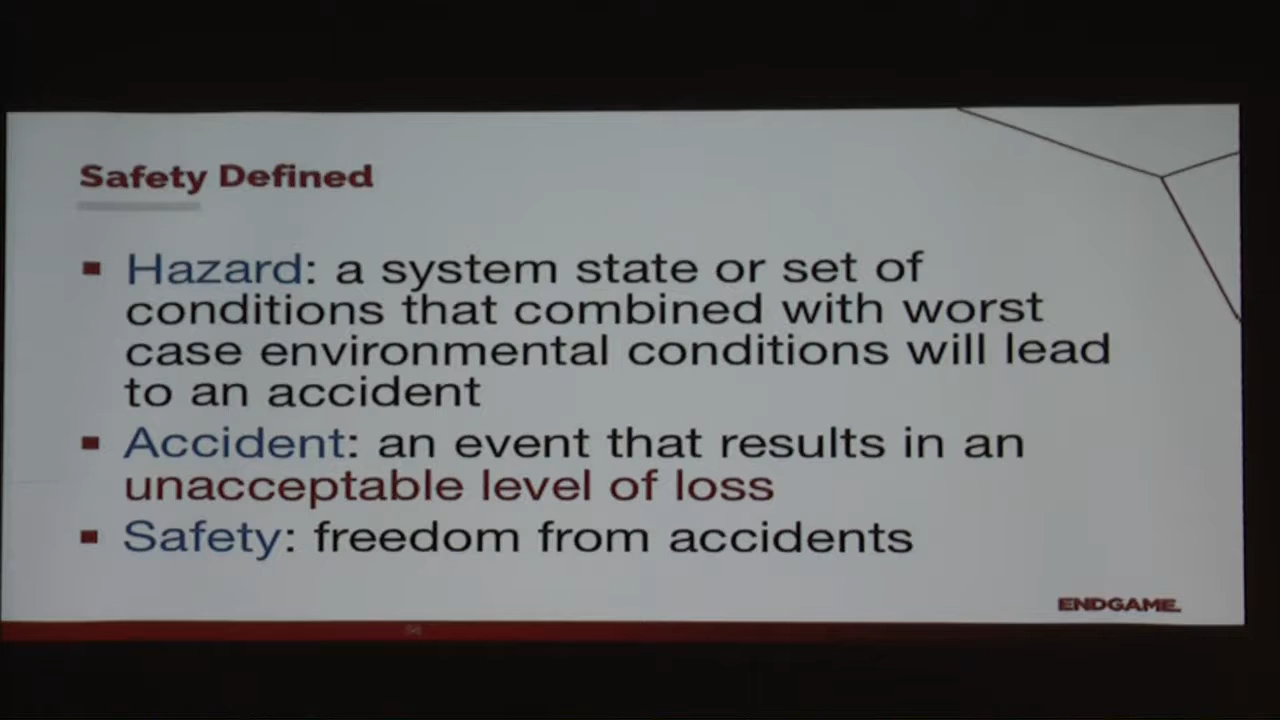 Safety Defined
Hazard: a system state or set of
conditions that combined with worst
case environmental conditions will lead
to an accident
Accident: an event that results in an
unacceptable level of loss
Safety: freedom from accidents
ENDGAME.